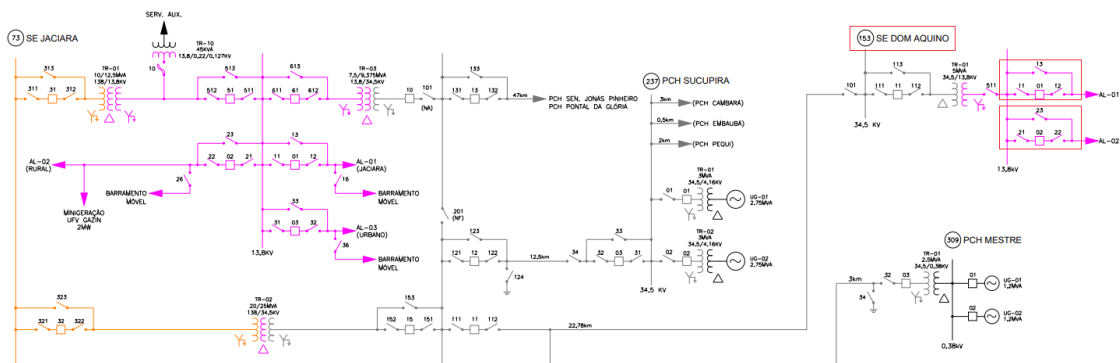 SERV. AUX.
73 SE JACIARA
TR-10
45KVA
13,8/0,22/0,127KV
10
TR-01
10/12,5MVA
138/13,8KV
313
311 31 312
513
512 51 511
613
611 61 612
TR-03
7,5/9,375MVA
13,8/34,5KV
10
101
(NA)
133
131 13 132
47km
PCH SEN. JONAS PINHEIRO
PCH PONTAL DA GLÓRIA
237 PCH SUCUPIRA
3km
(PCH CAMBARÁ)
0,5km
(PCH EMBAÚBA)
2km
(PCH PEQUI)
153 SE DOM AQUINO
101
34,5 KV
113
111 11 112
TR-01
5MVA
34,5/13,8KV
511
13
11 01 12
AL-01
23
21 02 22
AL-02
13,8kV
AL-02
(RURAL)
23
22 02 21
26
BARRAMENTO
MÓVEL
MINIGERAÇÃO
UFV GAZIN
2MW
13
11 01 12
AL-01
(JACIARA)
16
BARRAMENTO
MÓVEL
33
31 03 32
AL-03
(URBANO)
36
BARRAMENTO
MÓVEL
13,8KV
201
(NF)
123
121 12 122
124
12,5km
34
33
32 03 31
34,5 KV
TR-01
3MVA
34,5/4,16KV
01 01
UG-01
2,75MVA
TR-02
3MVA
34,5/4,16KV
02 02
UG-02
2,75MVA
309 PCH MESTRE
3km
34
32 03
TR-01
2,5MVA
34,5/0,38KV
01
UG-01
1,2MVA
02
UG-02
1,2MVA
0,38kV
323
321 32 322
TR-02
20/25MVA
138/34,5KV
153
152 15 151
111 11 112
22,78km